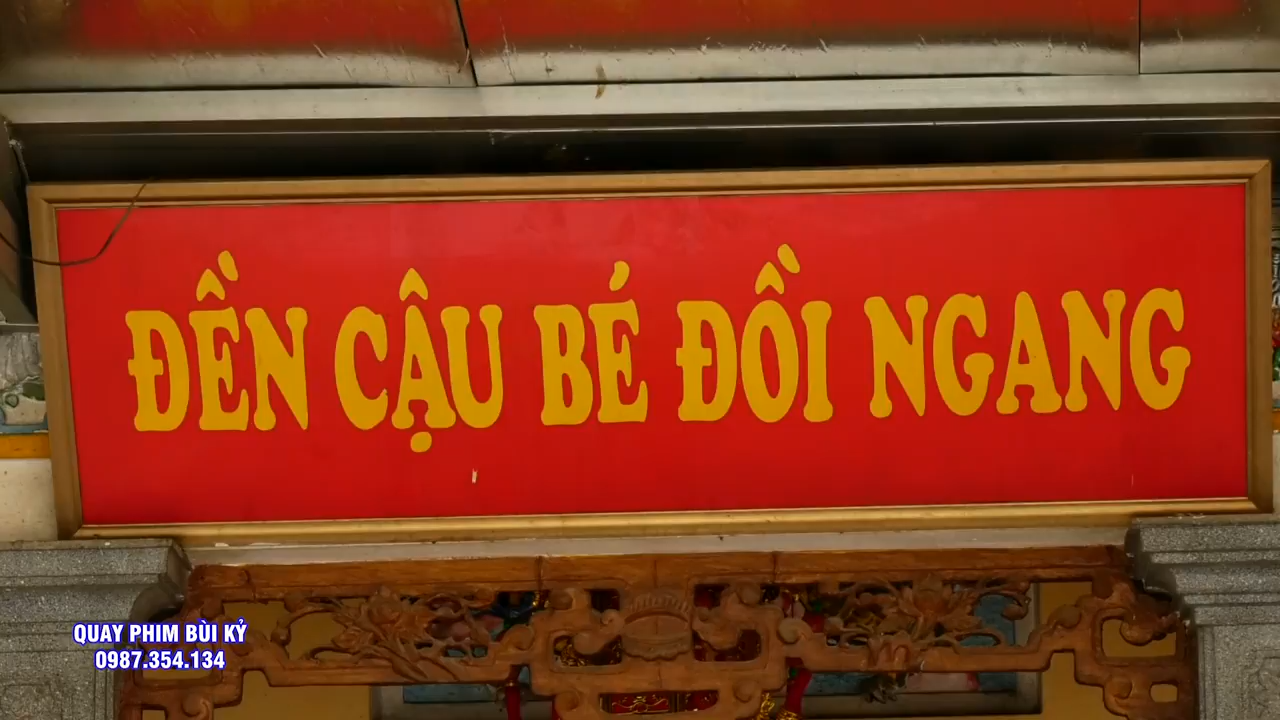 ĐỀN CẬU BÉ ĐỒI NGANG
QUAY PHIM BÙI KỶ
0987.354.134